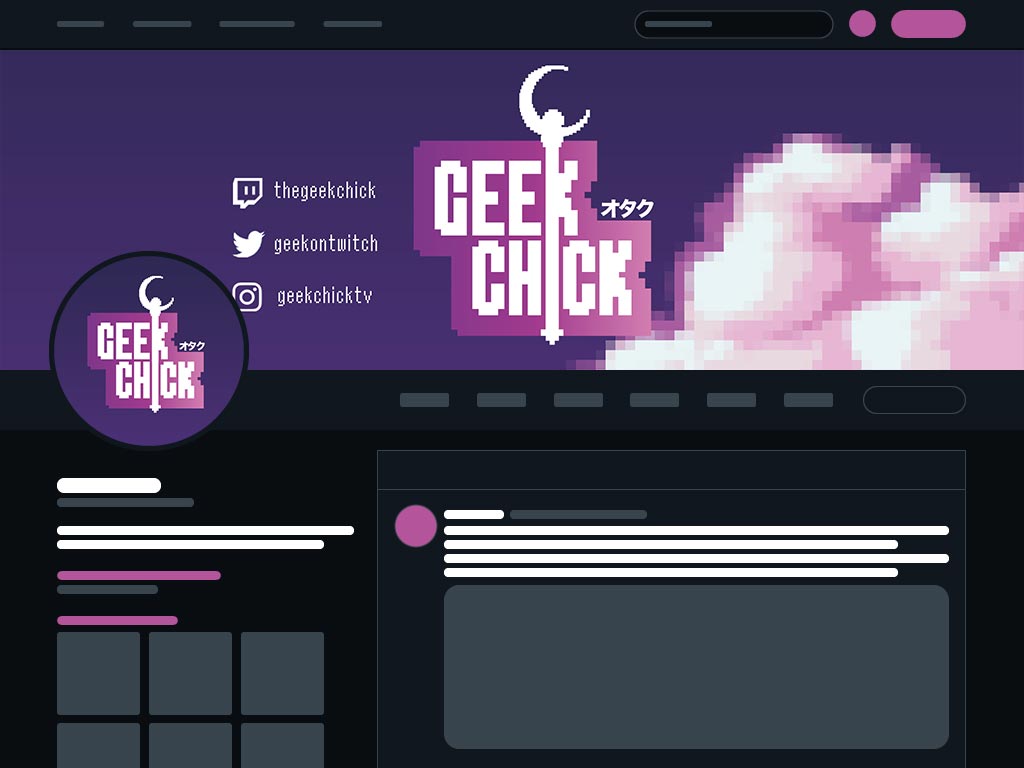 thegeekchick
geekontwitch
geekchicktv
GEEK
オタク
CHICK
GEEK
オタク
CHICK